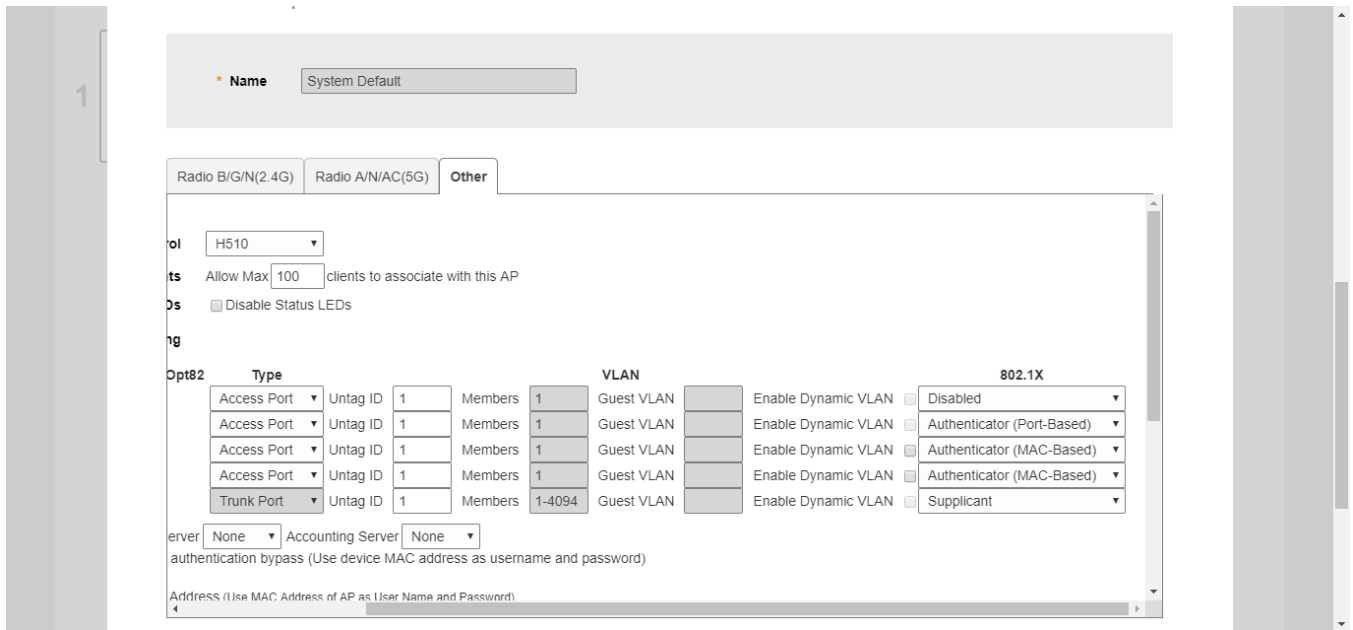 1
* Name System Default
Radio B/G/N(2.4G) Radio A/N/AC(5G) Other
rol H510
its Allow Max 100 clients to associate with this AP
Ds Disable Status LEDs
ng
Opt82 Type VLAN 802.1X
Access Port Untag ID 1 Members 1 Guest VLAN Enable Dynamic VLAN Disabled
Access Port Untag ID 1 Members 1 Guest VLAN Enable Dynamic VLAN Authenticator (Port-Based)
Access Port Untag ID 1 Members 1 Guest VLAN Enable Dynamic VLAN Authenticator (MAC-Based)
Access Port Untag ID 1 Members 1 Guest VLAN Enable Dynamic VLAN Authenticator (MAC-Based)
Trunk Port Untag ID 1 Members 1-4094 Guest VLAN Enable Dynamic VLAN Supplicant
erver None Accounting Server None
authentication bypass (Use device MAC address as username and password)
Address (Use MAC Address of AP as User Name and Password)